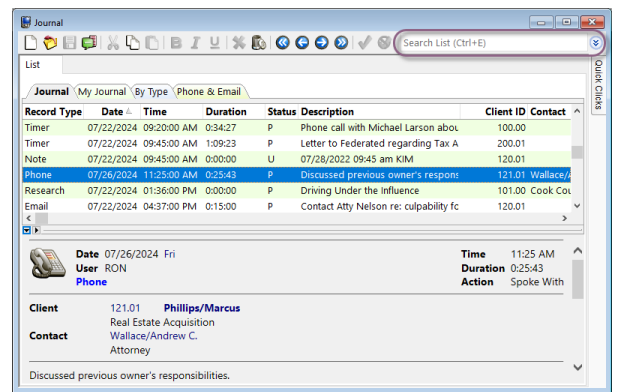 Journal
B I U
Search List (Ctrl+E)
List
Quick Clicks
Journal My Journal By Type Phone & Email
Record Type Date Time Duration Status Description Client ID Contact
Timer 07/22/2024 09:20:00 AM 0:34:27 P Phone call with Michael Larson abou 100.00
Timer 07/22/2024 09:45:00 AM 1:09:23 P Letter to Federated regarding Tax A 200.01
Note 07/22/2024 09:45:00 AM 0:00:00 U 07/28/2022 09:45 am KIM 120.01
Phone 07/26/2024 11:25:00 AM 0:25:43 P Discussed previous owner's respons 121.01 Wallace/A
Research 07/22/2024 01:36:00 PM 0:00:00 P Driving Under the Influence 101.00 Cook Cou
Email 07/22/2024 04:37:00 PM 0:15:00 P Contact Atty Nelson re: culpability fc 120.01
Date 07/26/2024 Fri Time 11:25 AM
User RON Duration 0:25:43
Phone Action Spoke With
Client 121.01 Phillips/Marcus
Real Estate Acquisition
Contact Wallace/Andrew C.
Attorney
Discussed previous owner's responsibilities.